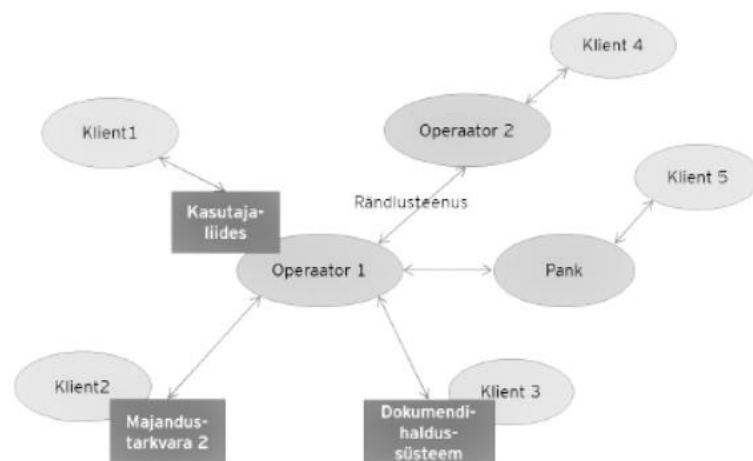 Klient 4
Klient1
Operaator 2
Klient 5
Rändlusteenus
Kasutaja-
liides
Operaator 1
Pank
Klient2
Majandus-
tarkvara 2
Klient 3
Dokumendi-
haldus-
süsteem